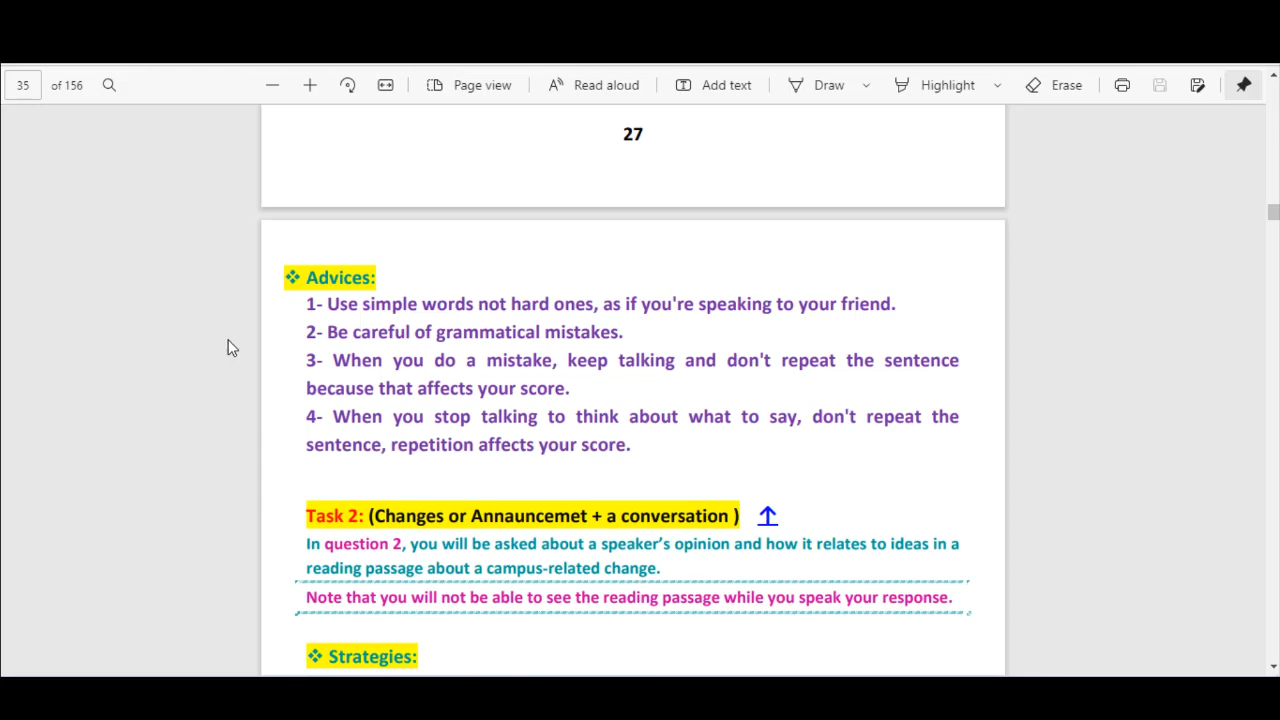 35 of 156 Page view Read aloud Add text Draw Highlight Erase
27
❖ Advices:
1- Use simple words not hard ones, as if you're speaking to your friend.
2- Be careful of grammatical mistakes.
3- When you do a mistake, keep talking and don't repeat the sentence
because that affects your score.
4- When you stop talking to think about what to say, don't repeat the
sentence, repetition affects your score.
Task 2: (Changes or Annauncemet + a conversation ) ↑
In question 2, you will be asked about a speaker’s opinion and how it relates to ideas in a
reading passage about a campus-related change.
Note that you will not be able to see the reading passage while you speak your response.
❖ Strategies: